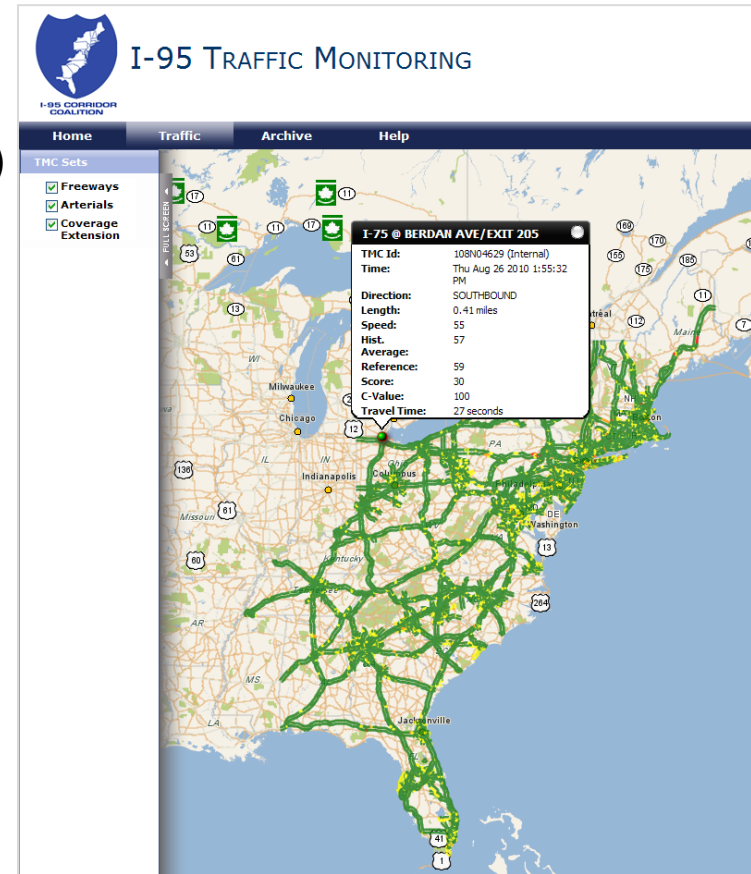 I-95 TRAFFIC MONITORING
I-95 CORRIDOR
COALITION
Home Traffic Archive Help
TMC Sets
Freeways
Arterials
Coverage
Extension
FULL SCREEN
I-75 @ BERDAN AVE/EXIT 205
TMC Id: 108N04629 (Internal)
Time: Thu Aug 26 2010 1:55:32
PM
Direction: SOUTHBOUND
Length: 0.41 miles
Speed: 55
Hist.
Average: 57
Reference: 59
Score: 30
C-Value: 100
Travel Time: 27 seconds
17
11
11
11
17
53
61
13
169
170
155
175
185
11
112
7
Maine
WI
Milwaukee
Chicago
12
IL
IN
Indianapolis
Columbus
PA
NH
136
61
Missouri
60
Kentucky
DE
Washington
13
264
AR
MS
LA
Jacksonville
41
1